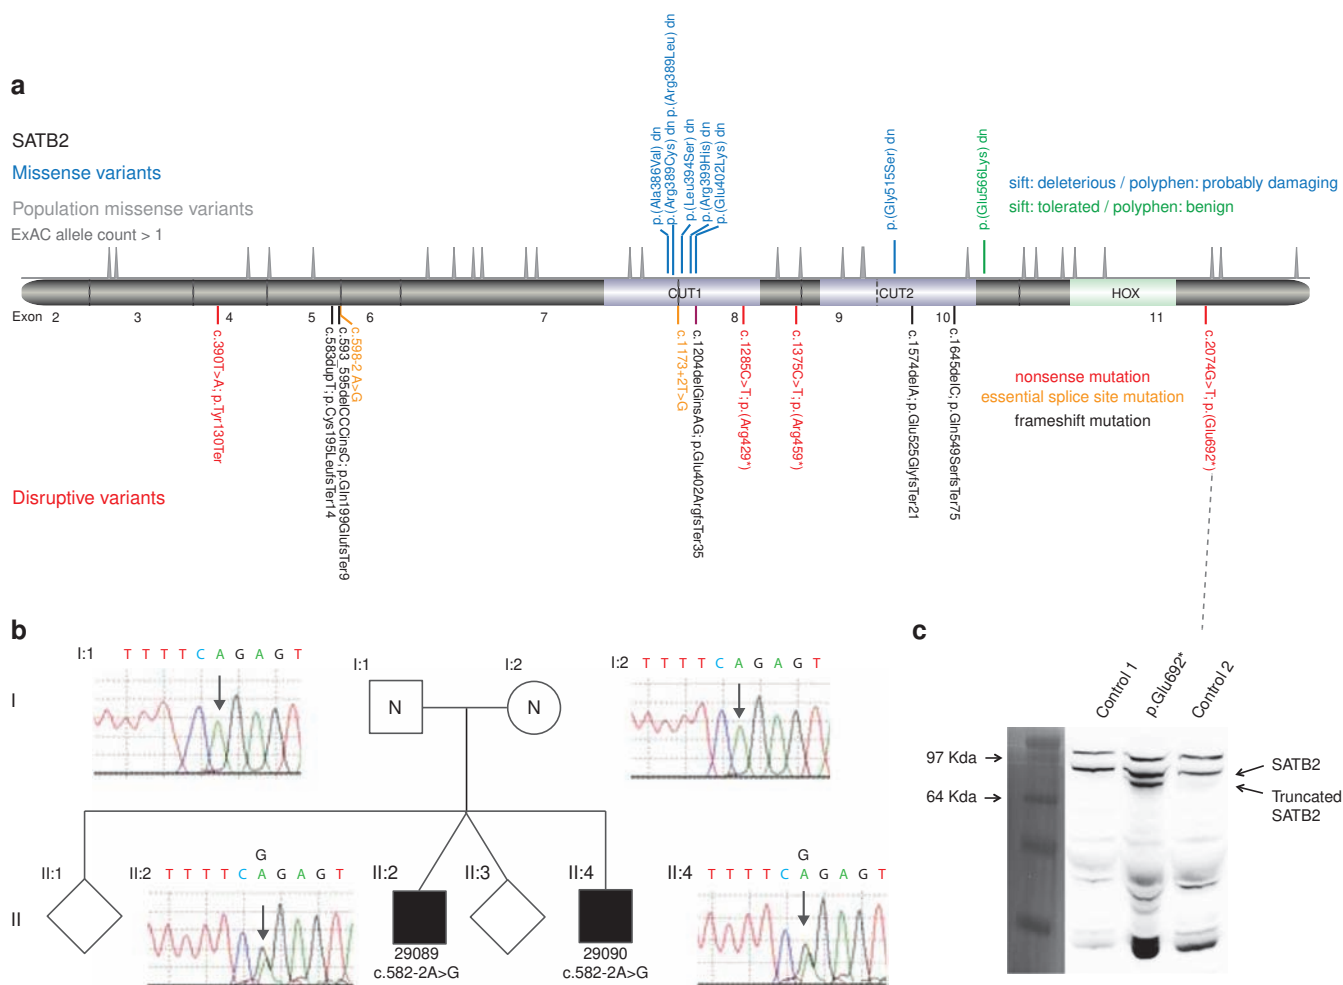 a
SATB2
Missense variants
Population missense variants
ExAC allele count > 1
p.(Ala386Val) dn
p.(Arg389Cys) dn p.(Arg389Leu) dn
p.(Leu394Ser) dn
p.(Arg399His) dn
p.(Glu402Lys) dn
p.(Gly515Ser) dn
p.(Glu566Lys) dn
sift: deleterious / polyphen: probably damaging
sift: tolerated / polyphen: benign
CUT1
CUT2
HOX
Exon 2 3 4 5 6 7 8 9 10 11
c.390T>A; p.Tyr130Ter
c.583dupT; p.Cys195LeufsTer14
c.593_595delCCCinsC; p.Gln199GlufsTer9
c.598-2 A>G
c.1173+2T>G
c.1204delGinsAG; p.Glu402ArgfsTer35
c.1285C>T; p.(Arg429*)
c.1375C>T; p.(Arg459*)
c.1574delA; p.Glu525GlyfsTer21
c.1645delC; p.Gln549SerfsTer75
c.2074G>T; p.(Glu692*)
nonsense mutation
essential splice site mutation
frameshift mutation
Disruptive variants
b
I
I:1 T T T T C A G A G T
I:1
N
I:2
N
I:2 T T T T C A G A G T
II
II:1
G
II:2 T T T T C A G A G T
II:2
29089
c.582-2A>G
II:3
II:4
29090
c.582-2A>G
G
II:4 T T T T C A G A G T
c
Control 1
p.Glu692*
Control 2
97 Kda
64 Kda
SATB2
Truncated
SATB2